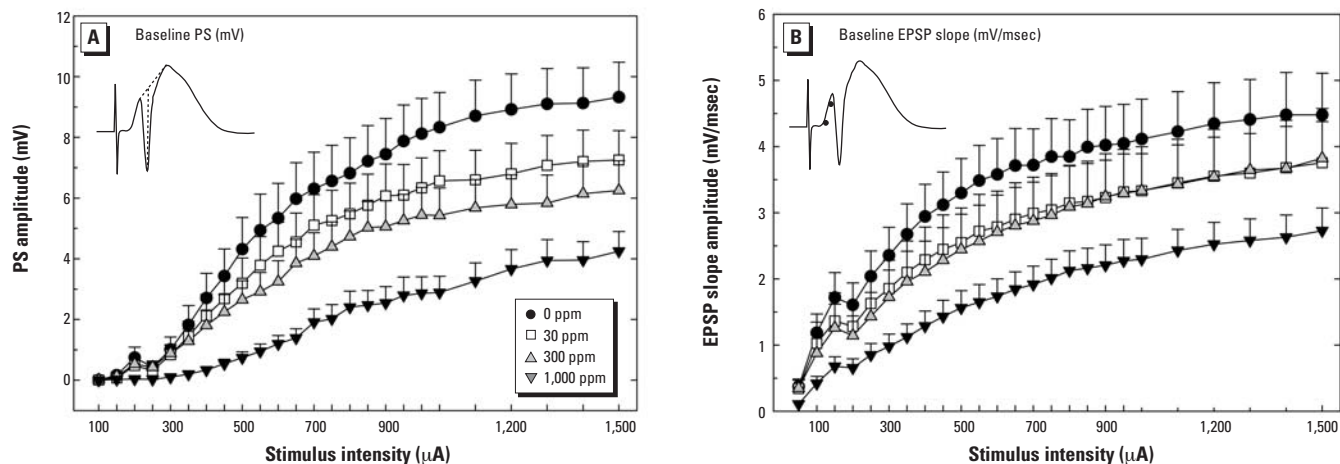 A Baseline PS (mV)
12
10
8
6
4
2
0
PS amplitude (mV)
0 ppm
30 ppm
300 ppm
1,000 ppm
100 300 500 700 900 1,200 1,500
Stimulus intensity (µA)
B Baseline EPSP slope (mV/msec)
6
5
4
3
2
1
0
EPSP slope amplitude (mV/msec)
100 300 500 700 900 1,200 1,500
Stimulus intensity (µA)